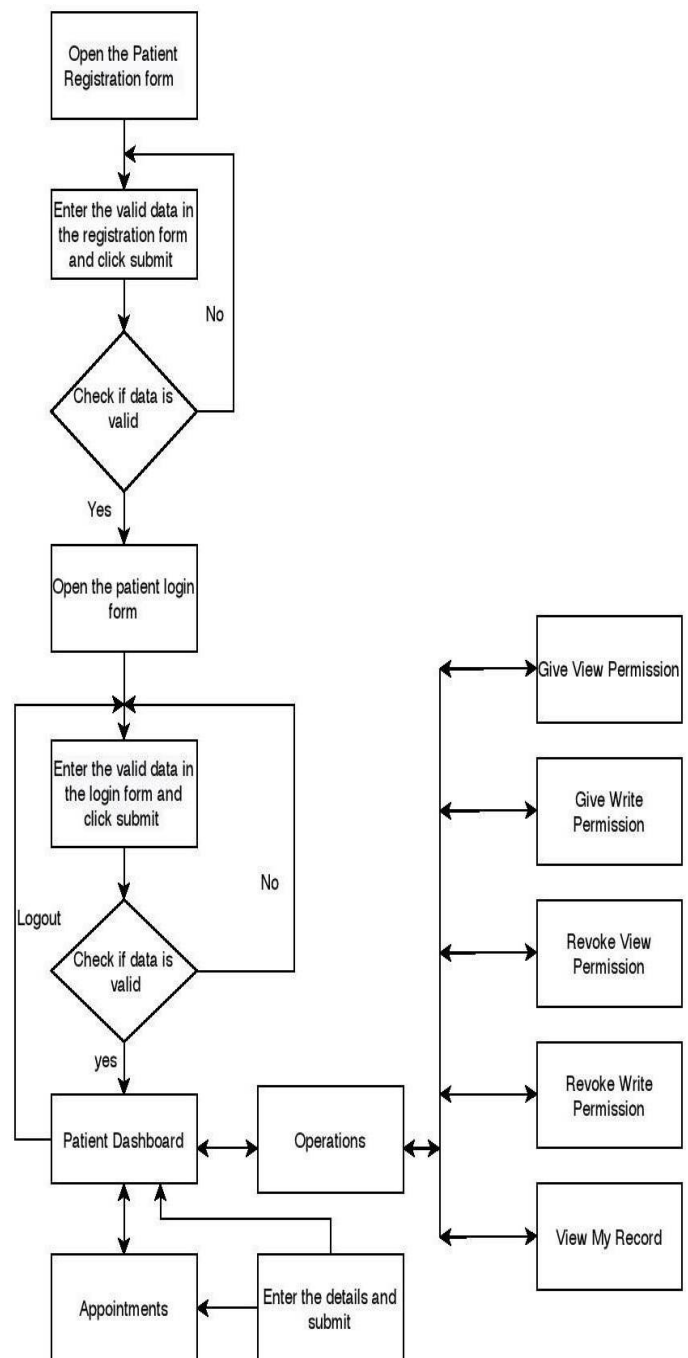 Open the Patient
Registration form
Enter the valid data in
the registration form
and click submit
No
Check if data is
valid
Yes
Open the patient login
form
Give View Permission
Enter the valid data in
the login form and
click submit
Give Write
Permission
No
Logout
Revoke View
Permission
Check if data is
valid
yes
Revoke Write
Permission
Patient Dashboard
Operations
View My Record
Appointments
Enter the details and
submit